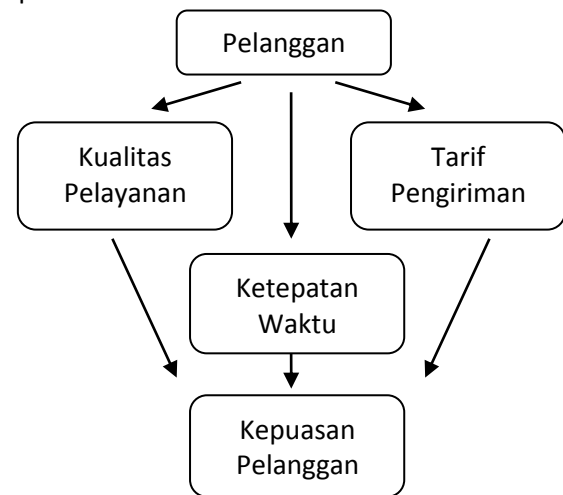 Pelanggan
Kualitas
Pelayanan
Tarif
Pengiriman
Ketepatan
Waktu
Kepuasan
Pelanggan